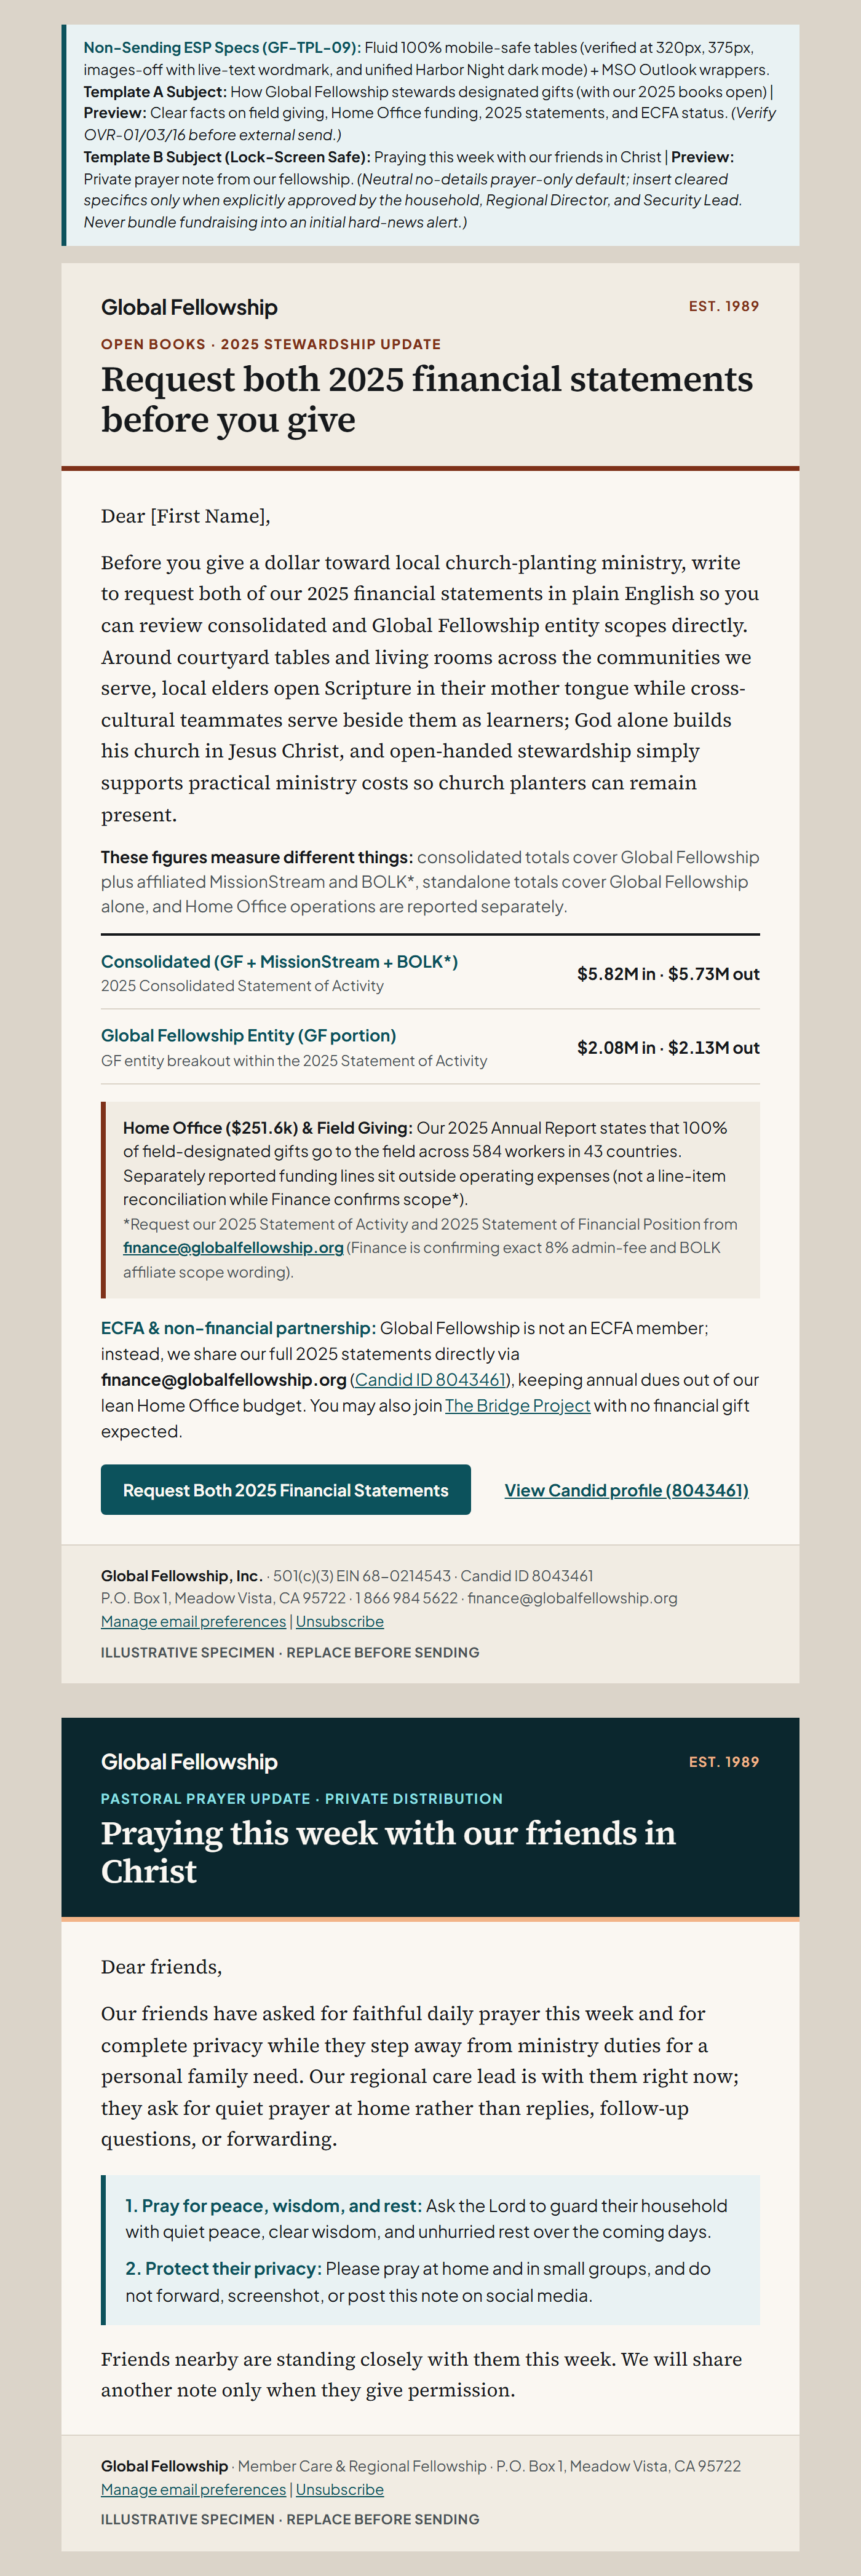 Non-Sending ESP Specs (GF-TPL-09): Fluid 100% mobile-safe tables (verified at 320px, 375px,
images-off with live-text wordmark, and unified Harbor Night dark mode) + MSO Outlook wrappers.
Template A Subject: How Global Fellowship stewards designated gifts (with our 2025 books open) |
Preview: Clear facts on field giving, Home Office funding, 2025 statements, and ECFA status. (Verify
OVR-01/03/16 before external send.)
Template B Subject (Lock-Screen Safe): Praying this week with our friends in Christ | Preview:
Private prayer note from our fellowship. (Neutral no-details prayer-only default; insert cleared
specifics only when explicitly approved by the household, Regional Director, and Security Lead.
Never bundle fundraising into an initial hard-news alert.)
Global Fellowship
EST. 1989
OPEN BOOKS · 2025 STEWARDSHIP UPDATE
Request both 2025 financial statements
before you give
Dear [First Name],
Before you give a dollar toward local church-planting ministry, write
to request both of our 2025 financial statements in plain English so you
can review consolidated and Global Fellowship entity scopes directly.
Around courtyard tables and living rooms across the communities we
serve, local elders open Scripture in their mother tongue while cross-
cultural teammates serve beside them as learners; God alone builds
his church in Jesus Christ, and open-handed stewardship simply
supports practical ministry costs so church planters can remain
present.
These figures measure different things: consolidated totals cover Global Fellowship
plus affiliated MissionStream and BOLK*, standalone totals cover Global Fellowship
alone, and Home Office operations are reported separately.
Consolidated (GF + MissionStream + BOLK*)
2025 Consolidated Statement of Activity
$5.82M in · $5.73M out
Global Fellowship Entity (GF portion)
GF entity breakout within the 2025 Statement of Activity
$2.08M in · $2.13M out
Home Office ($251.6k) & Field Giving: Our 2025 Annual Report states that 100%
of field-designated gifts go to the field across 584 workers in 43 countries.
Separately reported funding lines sit outside operating expenses (not a line-item
reconciliation while Finance confirms scope*).
*Request our 2025 Statement of Activity and 2025 Statement of Financial Position from
finance@globalfellowship.org (Finance is confirming exact 8% admin-fee and BOLK
affiliate scope wording).
ECFA & non-financial partnership: Global Fellowship is not an ECFA member;
instead, we share our full 2025 statements directly via
finance@globalfellowship.org (Candid ID 8043461), keeping annual dues out of our
lean Home Office budget. You may also join The Bridge Project with no financial gift
expected.
Request Both 2025 Financial Statements
View Candid profile (8043461)
Global Fellowship, Inc. · 501(c)(3) EIN 68-0214543 · Candid ID 8043461
P.O. Box 1, Meadow Vista, CA 95722 · 1 866 984 5622 · finance@globalfellowship.org
Manage email preferences | Unsubscribe
ILLUSTRATIVE SPECIMEN · REPLACE BEFORE SENDING
Global Fellowship
EST. 1989
PASTORAL PRAYER UPDATE · PRIVATE DISTRIBUTION
Praying this week with our friends in
Christ
Dear friends,
Our friends have asked for faithful daily prayer this week and for
complete privacy while they step away from ministry duties for a
personal family need. Our regional care lead is with them right now;
they ask for quiet prayer at home rather than replies, follow-up
questions, or forwarding.
1. Pray for peace, wisdom, and rest: Ask the Lord to guard their household
with quiet peace, clear wisdom, and unhurried rest over the coming days.
2. Protect their privacy: Please pray at home and in small groups, and do
not forward, screenshot, or post this note on social media.
Friends nearby are standing closely with them this week. We will share
another note only when they give permission.
Global Fellowship · Member Care & Regional Fellowship · P.O. Box 1, Meadow Vista, CA 95722
Manage email preferences | Unsubscribe
ILLUSTRATIVE SPECIMEN · REPLACE BEFORE SENDING